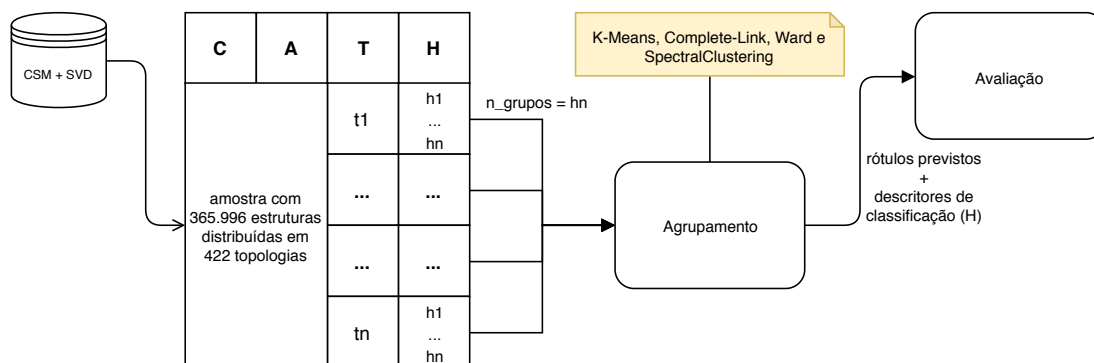 CSM + SVD
C
A
T
H
amostra com
365.996 estruturas
distribuídas em
422 topologias
t1
h1
...
hn
...
...
...
...
tn
h1
...
hn
n_grupos = hn
K-Means, Complete-Link, Ward e
SpectralClustering
Agrupamento
rótulos previstos
+
descritores de
classificação (H)
Avaliação